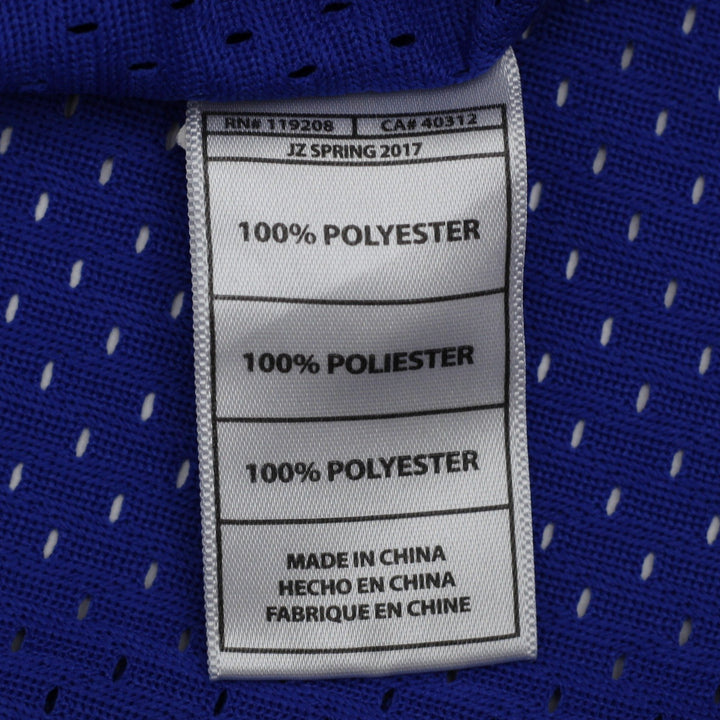 RN# 119208 CA# 40312
JZ SPRING 2017
100% POLYESTER
100% POLIESTER
100% POLYESTER
MADE IN CHINA
HECHO EN CHINA
FABRIQUE EN CHINE